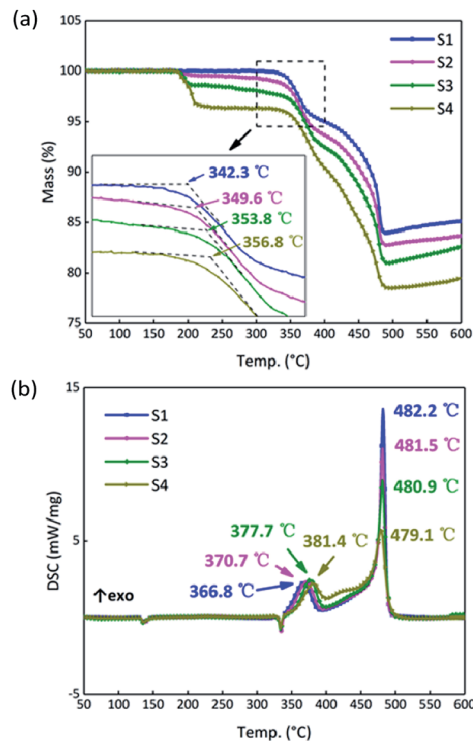 (a)
105
100
95
90
85
80
75
Mass (%)
S1
S2
S3
S4
342.3 ℃
349.6 ℃
353.8 ℃
356.8 ℃
50 100 150 200 250 300 350 400 450 500 550 600
Temp. (°C)
(b)
15
5
-5
DSC (mW/mg)
S1
S2
S3
S4
482.2 ℃
481.5 ℃
480.9 ℃
479.1 ℃
377.7 ℃
381.4 ℃
370.7 ℃
366.8 ℃
↑exo
50 100 150 200 250 300 350 400 450 500 550 600
Temp. (°C)